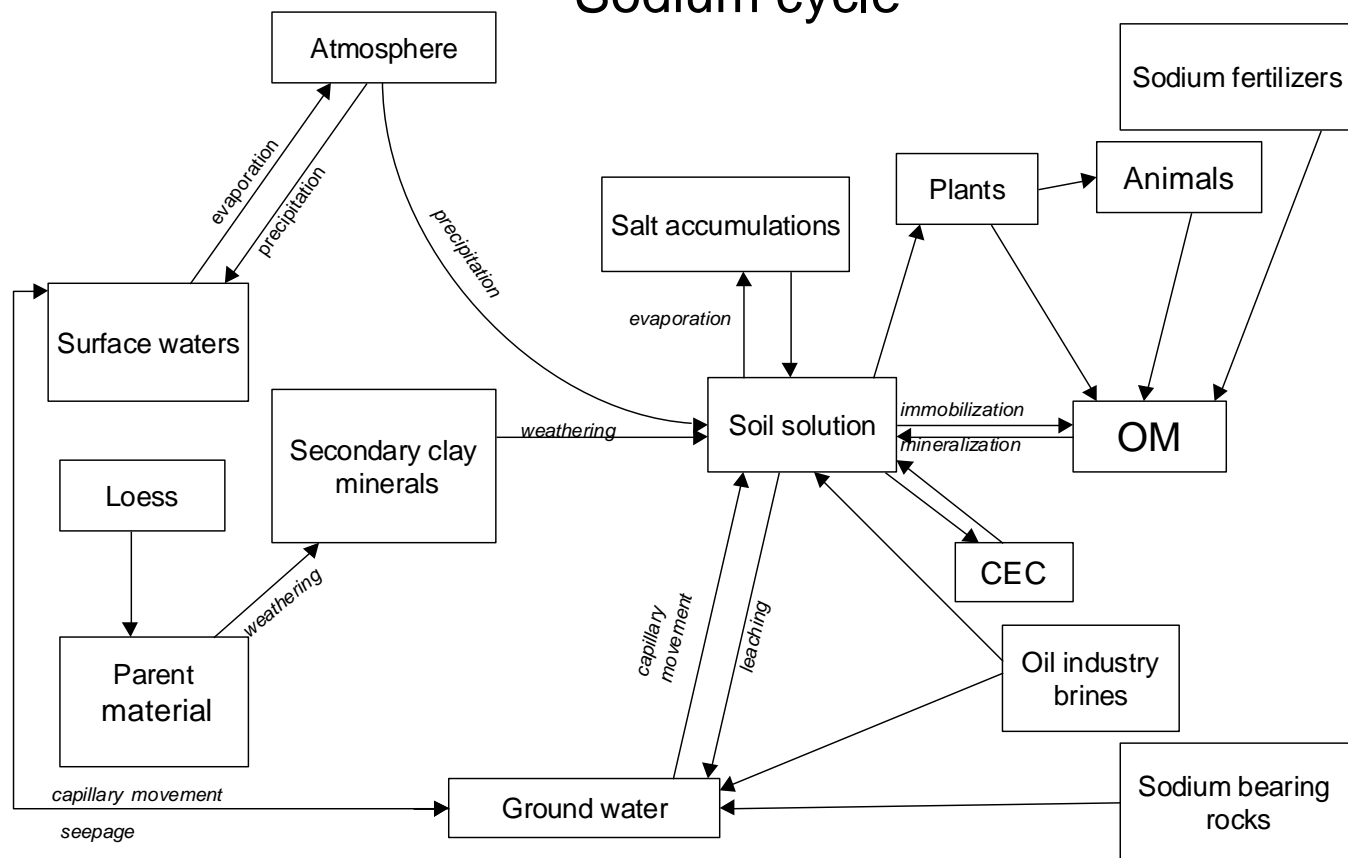 Sodium cycle
Atmosphere
Sodium fertilizers
evaporation
precipitation
precipitation
Plants
Animals
Salt accumulations
evaporation
Surface waters
Secondary clay
minerals
weathering
Soil solution
immobilization
mineralization
OM
Loess
CEC
weathering
capillary
movement
leaching
Parent
material
Oil industry
brines
capillary movement
seepage
Ground water
Sodium bearing
rocks